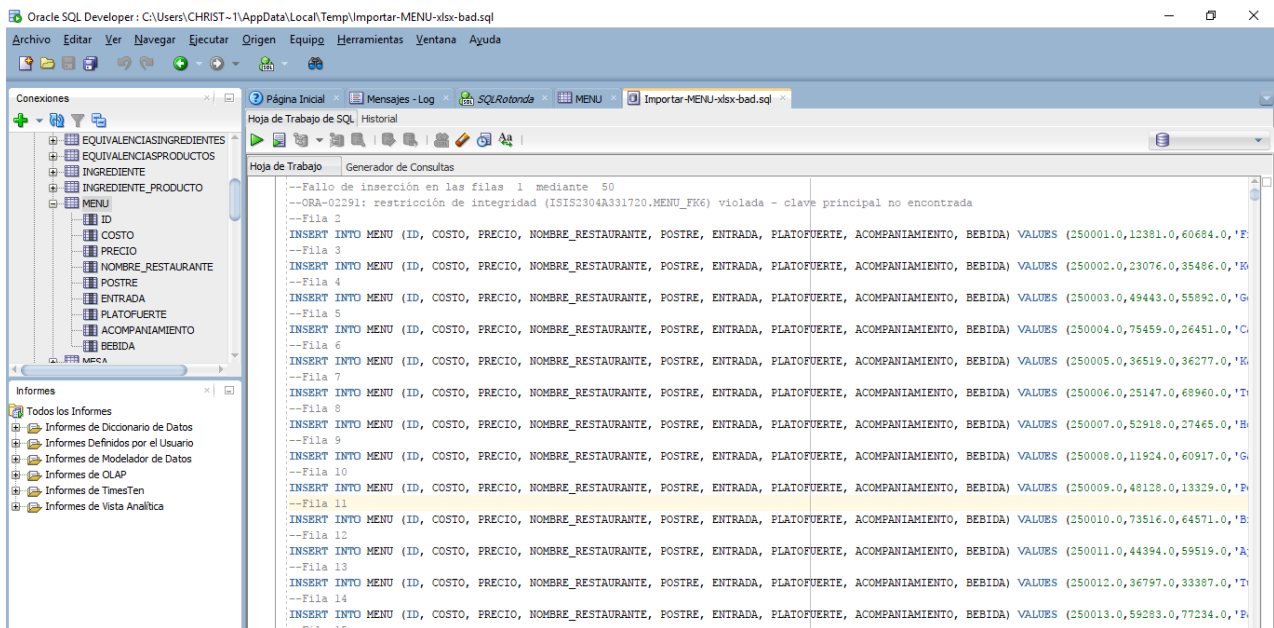 Oracle SQL Developer : C:\Users\CHRIST~1\AppData\Local\Temp\Importar-MENU-xlsx-bad.sql
Archivo Editar Ver Navegar Ejecutar Origen Equipo Herramientas Ventana Ayuda
Conexiones
EQUIVALENCIASINGREDIENTES
EQUIVALENCIASPRODUCTOS
INGREDIENTE
INGREDIENTE_PRODUCTO
MENU
ID
COSTO
PRECIO
NOMBRE_RESTAURANTE
POSTRE
ENTRADA
PLATOFUERTE
ACOMPANIAMIENTO
BEBIDA
MESA
Informes
Todos los Informes
Informes de Diccionario de Datos
Informes Definidos por el Usuario
Informes de Modelador de Datos
Informes de OLAP
Informes de TimesTen
Informes de Vista Analítica
Página Inicial Mensajes - Log SQLRotonda MENU Importar-MENU-xlsx-bad.sql
Hoja de Trabajo de SQL Historial
Hoja de Trabajo Generador de Consultas
--Fallo de inserción en las filas 1 mediante 50
--ORA-02291: restricción de integridad (ISIS2304A331720.MENU_FK6) violada - clave principal no encontrada
--Fila 2
INSERT INTO MENU (ID, COSTO, PRECIO, NOMBRE_RESTAURANTE, POSTRE, ENTRADA, PLATOFUERTE, ACOMPANIAMIENTO, BEBIDA) VALUES (250001.0,12381.0,60684.0,'F
--Fila 3
INSERT INTO MENU (ID, COSTO, PRECIO, NOMBRE_RESTAURANTE, POSTRE, ENTRADA, PLATOFUERTE, ACOMPANIAMIENTO, BEBIDA) VALUES (250002.0,23076.0,35486.0,'K
--Fila 4
INSERT INTO MENU (ID, COSTO, PRECIO, NOMBRE_RESTAURANTE, POSTRE, ENTRADA, PLATOFUERTE, ACOMPANIAMIENTO, BEBIDA) VALUES (250003.0,49443.0,55892.0,'G
--Fila 5
INSERT INTO MENU (ID, COSTO, PRECIO, NOMBRE_RESTAURANTE, POSTRE, ENTRADA, PLATOFUERTE, ACOMPANIAMIENTO, BEBIDA) VALUES (250004.0,75459.0,26451.0,'C
--Fila 6
INSERT INTO MENU (ID, COSTO, PRECIO, NOMBRE_RESTAURANTE, POSTRE, ENTRADA, PLATOFUERTE, ACOMPANIAMIENTO, BEBIDA) VALUES (250005.0,36519.0,36277.0,'K
--Fila 7
INSERT INTO MENU (ID, COSTO, PRECIO, NOMBRE_RESTAURANTE, POSTRE, ENTRADA, PLATOFUERTE, ACOMPANIAMIENTO, BEBIDA) VALUES (250006.0,25147.0,68960.0,'T
--Fila 8
INSERT INTO MENU (ID, COSTO, PRECIO, NOMBRE_RESTAURANTE, POSTRE, ENTRADA, PLATOFUERTE, ACOMPANIAMIENTO, BEBIDA) VALUES (250007.0,52918.0,27465.0,'H
--Fila 9
INSERT INTO MENU (ID, COSTO, PRECIO, NOMBRE_RESTAURANTE, POSTRE, ENTRADA, PLATOFUERTE, ACOMPANIAMIENTO, BEBIDA) VALUES (250008.0,11924.0,60917.0,'G
--Fila 10
INSERT INTO MENU (ID, COSTO, PRECIO, NOMBRE_RESTAURANTE, POSTRE, ENTRADA, PLATOFUERTE, ACOMPANIAMIENTO, BEBIDA) VALUES (250009.0,48128.0,13329.0,'P
--Fila 11
INSERT INTO MENU (ID, COSTO, PRECIO, NOMBRE_RESTAURANTE, POSTRE, ENTRADA, PLATOFUERTE, ACOMPANIAMIENTO, BEBIDA) VALUES (250010.0,73516.0,64571.0,'B
--Fila 12
INSERT INTO MENU (ID, COSTO, PRECIO, NOMBRE_RESTAURANTE, POSTRE, ENTRADA, PLATOFUERTE, ACOMPANIAMIENTO, BEBIDA) VALUES (250011.0,44394.0,59519.0,'A
--Fila 13
INSERT INTO MENU (ID, COSTO, PRECIO, NOMBRE_RESTAURANTE, POSTRE, ENTRADA, PLATOFUERTE, ACOMPANIAMIENTO, BEBIDA) VALUES (250012.0,36797.0,33387.0,'T
--Fila 14
INSERT INTO MENU (ID, COSTO, PRECIO, NOMBRE_RESTAURANTE, POSTRE, ENTRADA, PLATOFUERTE, ACOMPANIAMIENTO, BEBIDA) VALUES (250013.0,59283.0,77234.0,'P